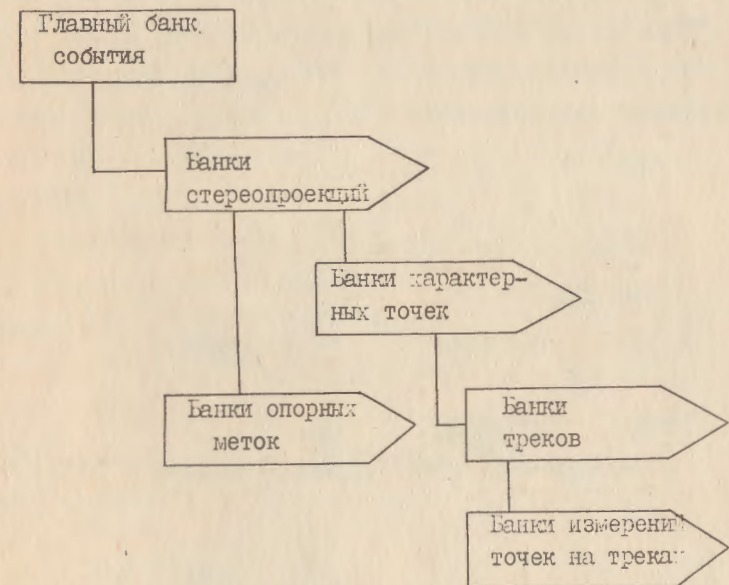 Главный банк
события
Банки
стереопроекций
Банки характер-
ных точек
Банки опорных
меток
Банки
треков
Банки измерений
точек на треках